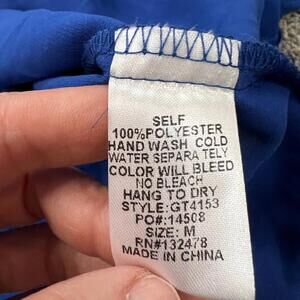 SELF
100%POLYESTER
HAND WASH COLD
WATER SEPARA TELY
COLOR WILL BLEED
NO BLEACH
HANG TO DRY
STYLE:GT4153
PO#:14508
SIZE: M
RN#132478
MADE IN CHINA